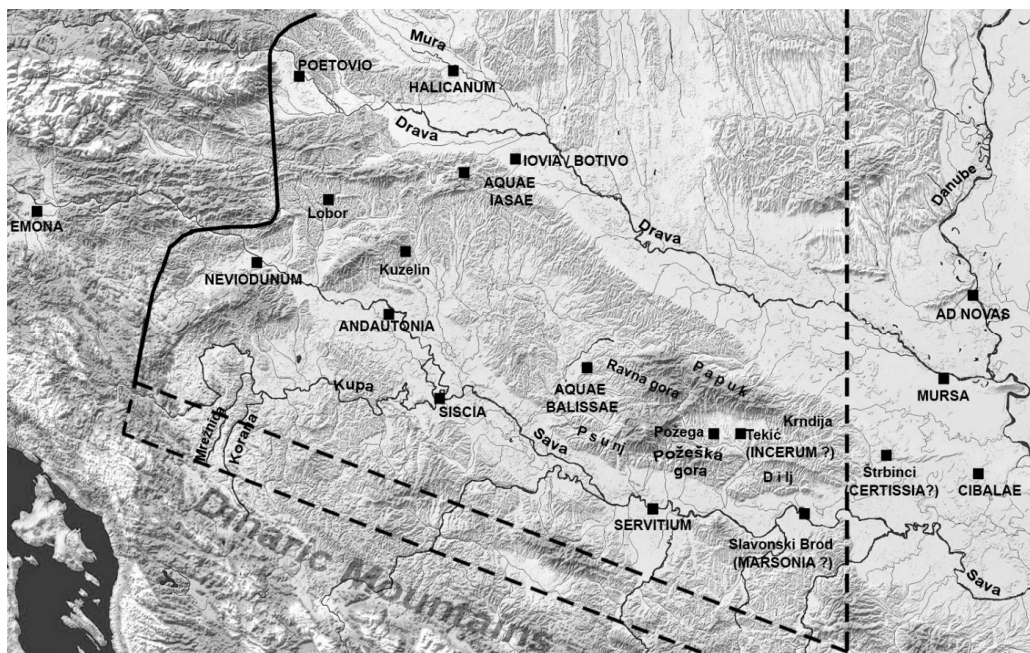 Mura
POETOVIO
HALICANUM
Drava
IOVIA / BOTIVO
AQUAE
IASAE
Danube
Lobor
EMONA
Drava
Kuzelin
NEVIODUNUM
AD NOVAS
ANDAUTONIA
Papuk
Ravna gora
Kupa
AQUAE
BALISSAE
MURSA
SISCIA
Krndija
Mrežnica
Korana
Psunj
Požega
Tekić
(INCERUM ?)
Sava
Požeška
gora
Štrbinci
(CERTISSIA?)
Dilj
CIBALAE
SERVITIUM
Slavonski Brod
(MARSONIA ?)
Sava
Dinaric Mountains